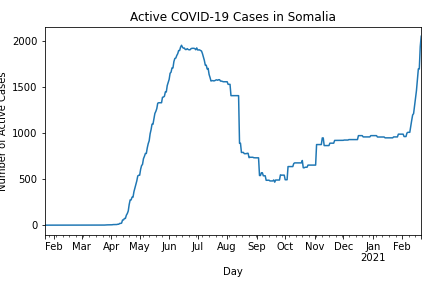 Active COVID-19 Cases in Somalia
Number of Active Cases
2000
1500
1000
500
0
Feb Mar Apr May Jun Jul Aug Sep Oct Nov Dec Jan Feb
2021
Day